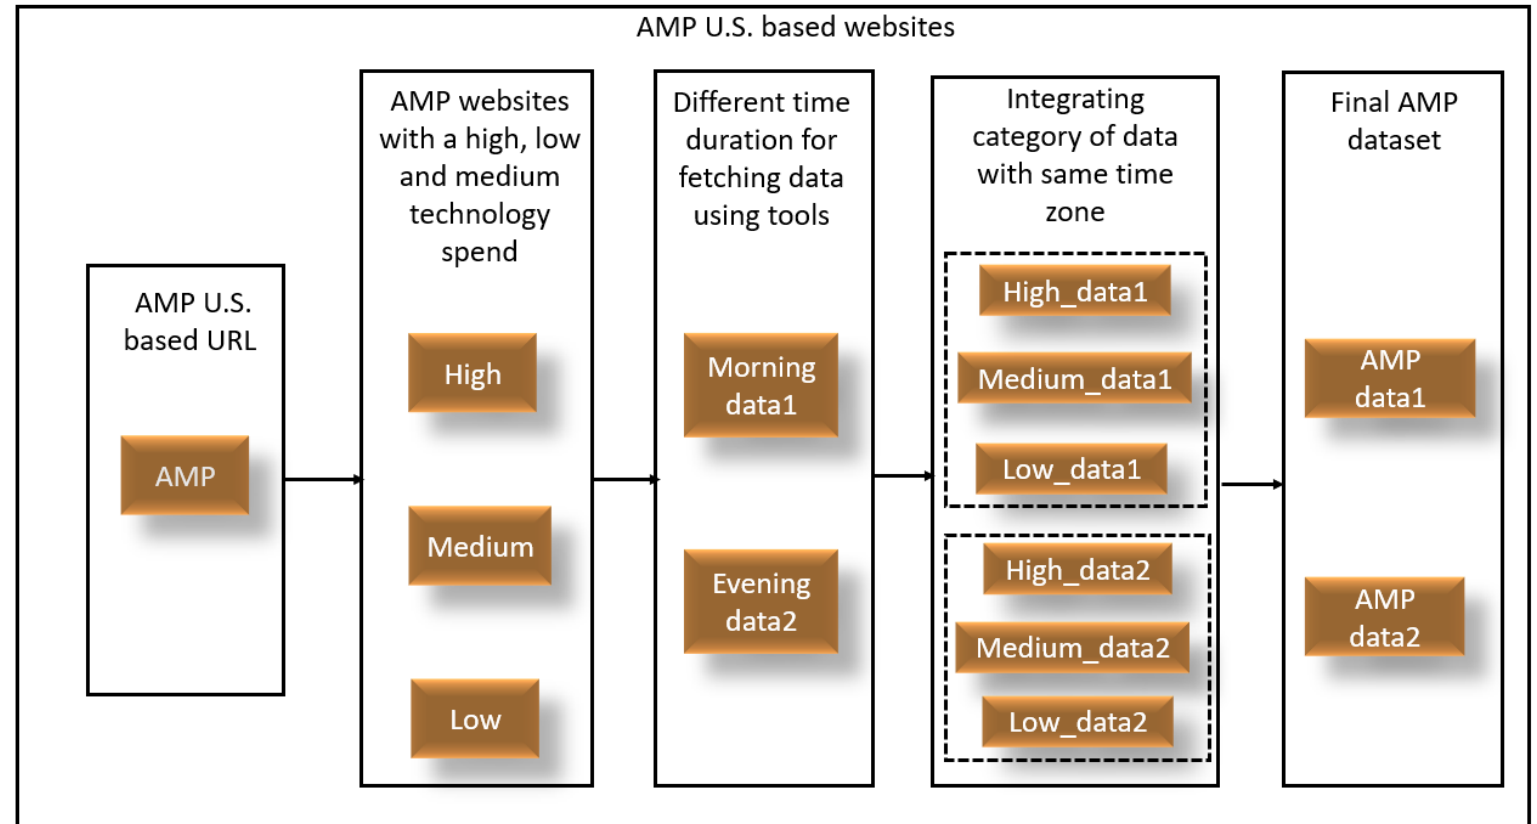 AMP U.S. based websites
AMP U.S.
based URL
AMP
AMP websites
with a high, low
and medium
technology
spend
High
Medium
Low
Different time
duration for
fetching data
using tools
Morning
data1
Evening
data2
Integrating
category of data
with same time
zone
High_data1
Medium_data1
Low_data1
High_data2
Medium_data2
Low_data2
Final AMP
dataset
AMP
data1
AMP
data2